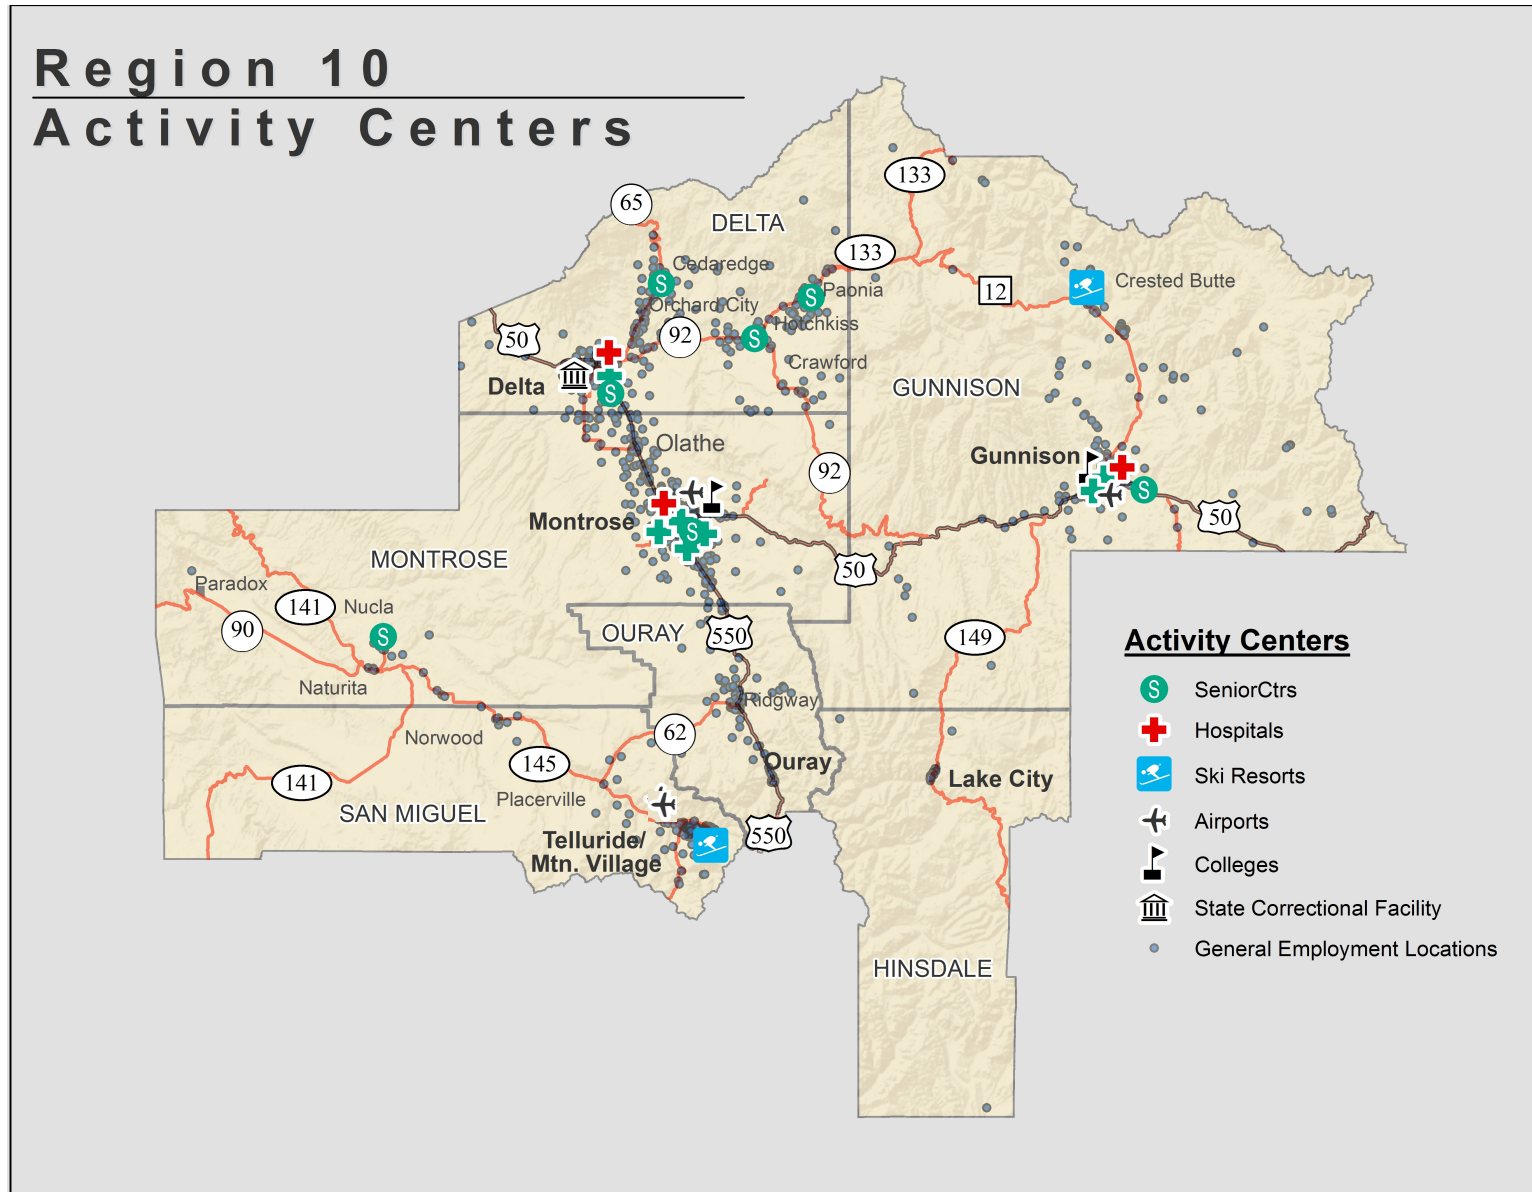 Region 10
Activity Centers
133
65
DELTA
133
Cedaredge
Crested Butte
Paonia
12
Orchard City
Hotchkiss
50
92
Crawford
Delta
GUNNISON
Olathe
Gunnison
92
Montrose
50
MONTROSE
50
Paradox
141
Nucla
90
OURAY
550
149
Activity Centers
Naturita
S SeniorCtrs
Ridgway
Norwood
62
Hospitals
145
Ouray
Lake City
Ski Resorts
141
Placerville
SAN MIGUEL
Airports
550
Telluride/
Mtn. Village
Colleges
State Correctional Facility
General Employment Locations
HINSDALE
S
S
S
S
S
S
S